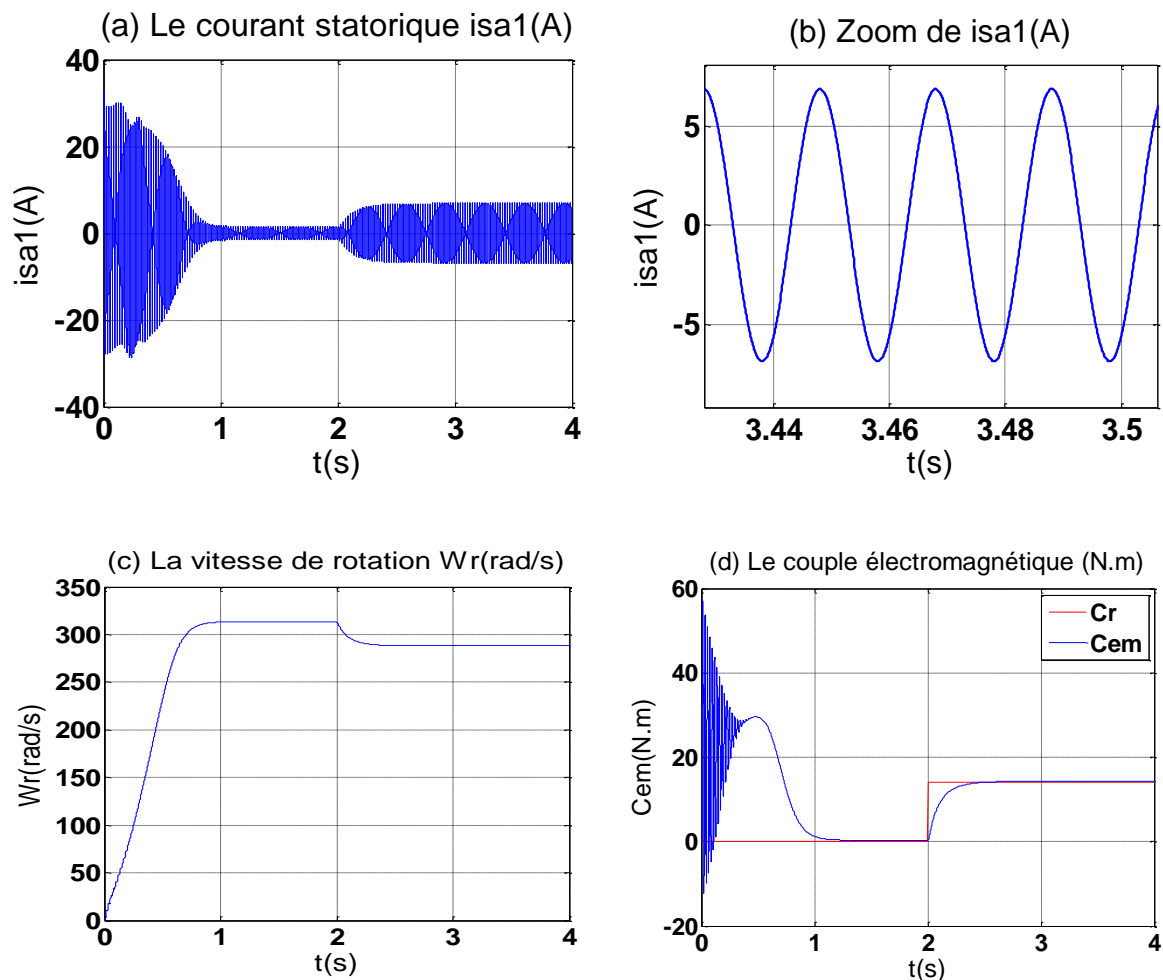 (a) Le courant statorique isa1(A)
40
20
0
-20
-40
isa1(A)
0 1 2 3 4
t(s)
(b) Zoom de isa1(A)
5
0
-5
isa1(A)
3.44 3.46 3.48 3.5
t(s)
(c) La vitesse de rotation Wr(rad/s)
350
300
250
200
150
100
50
0
Wr(rad/s)
0 1 2 3 4
t(s)
(d) Le couple électromagnétique (N.m)
60
40
20
0
-20
Cem(N.m)
Cr
Cem
0 1 2 3 4
t(s)